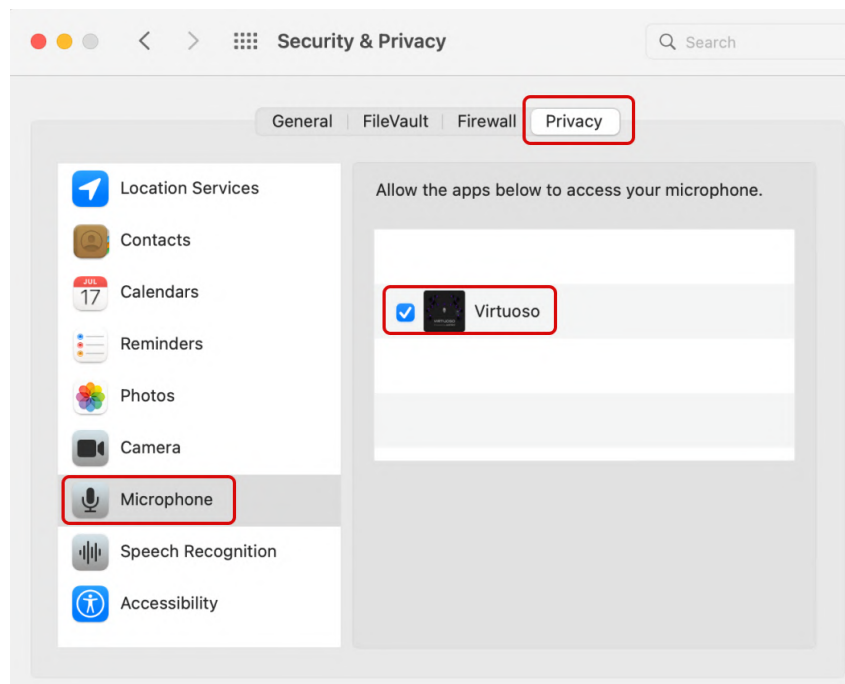 Security & Privacy
Search
General
FileVault
Firewall
Privacy
Location Services
Contacts
JUL
17
Calendars
Reminders
Photos
Camera
Microphone
Speech Recognition
Accessibility
Allow the apps below to access your microphone.
Virtuoso